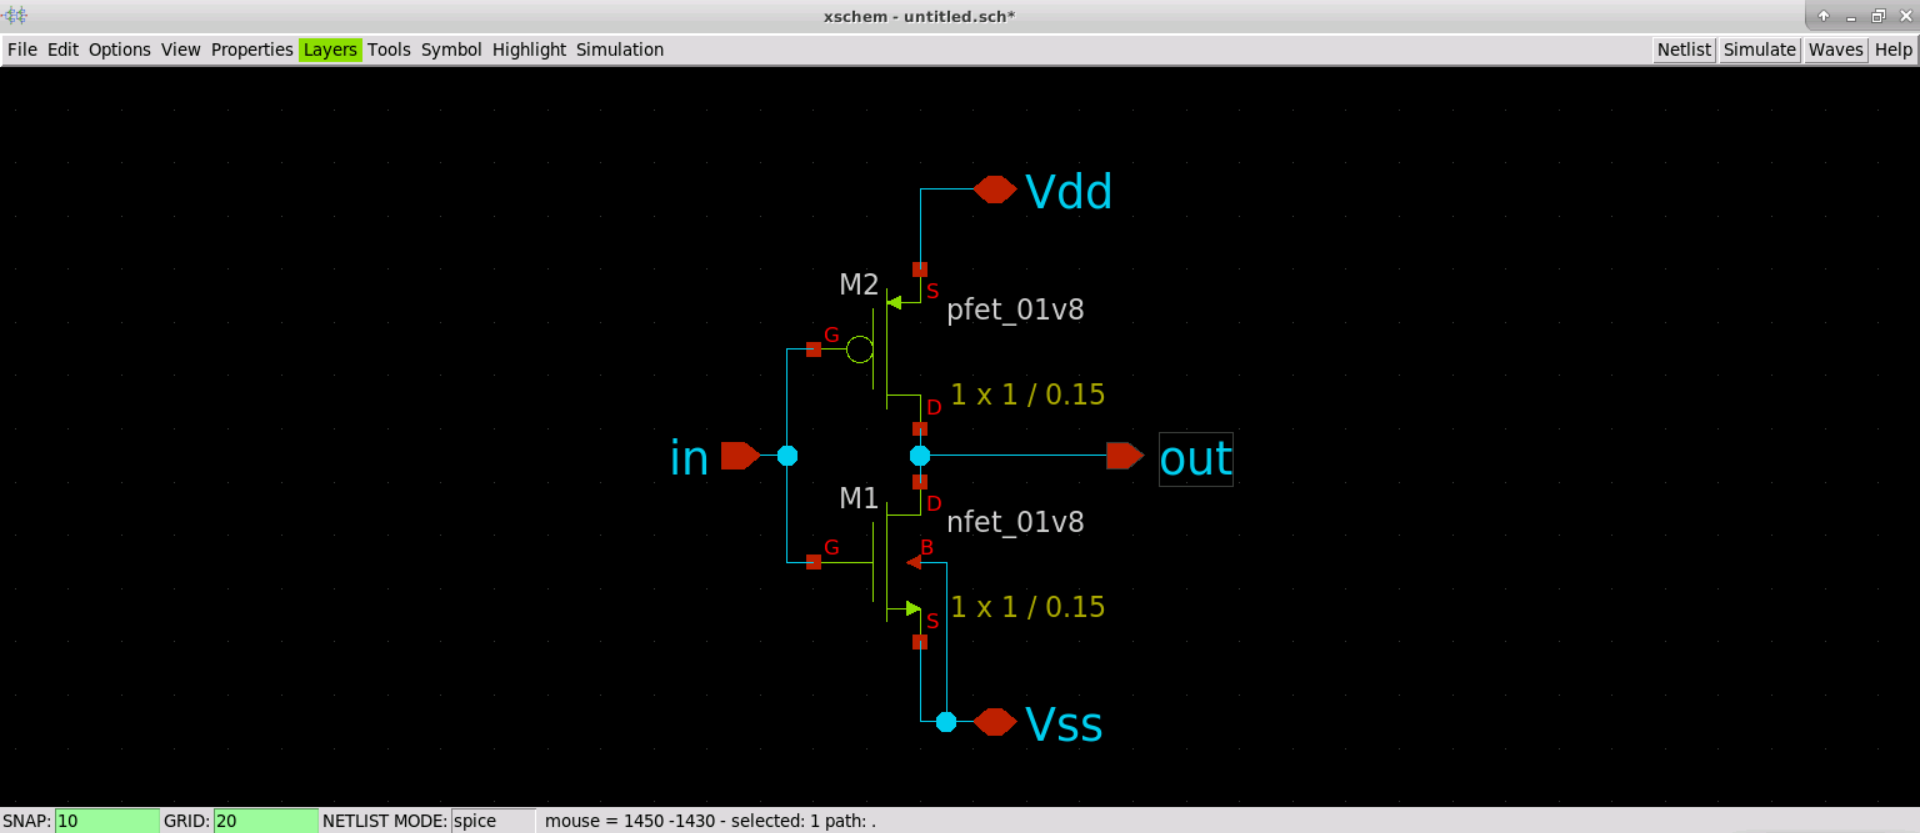 xschem - untitled.sch*
File Edit Options View Properties Layers Tools Symbol Highlight Simulation Netlist Simulate Waves Help
Vdd
M2
S
pfet_01v8
G
1 x 1 / 0.15
D
in
out
M1
D
nfet_01v8
G
B
1 x 1 / 0.15
S
Vss
SNAP: 10 GRID: 20 NETLIST MODE: spice mouse = 1450 -1430 - selected: 1 path: .